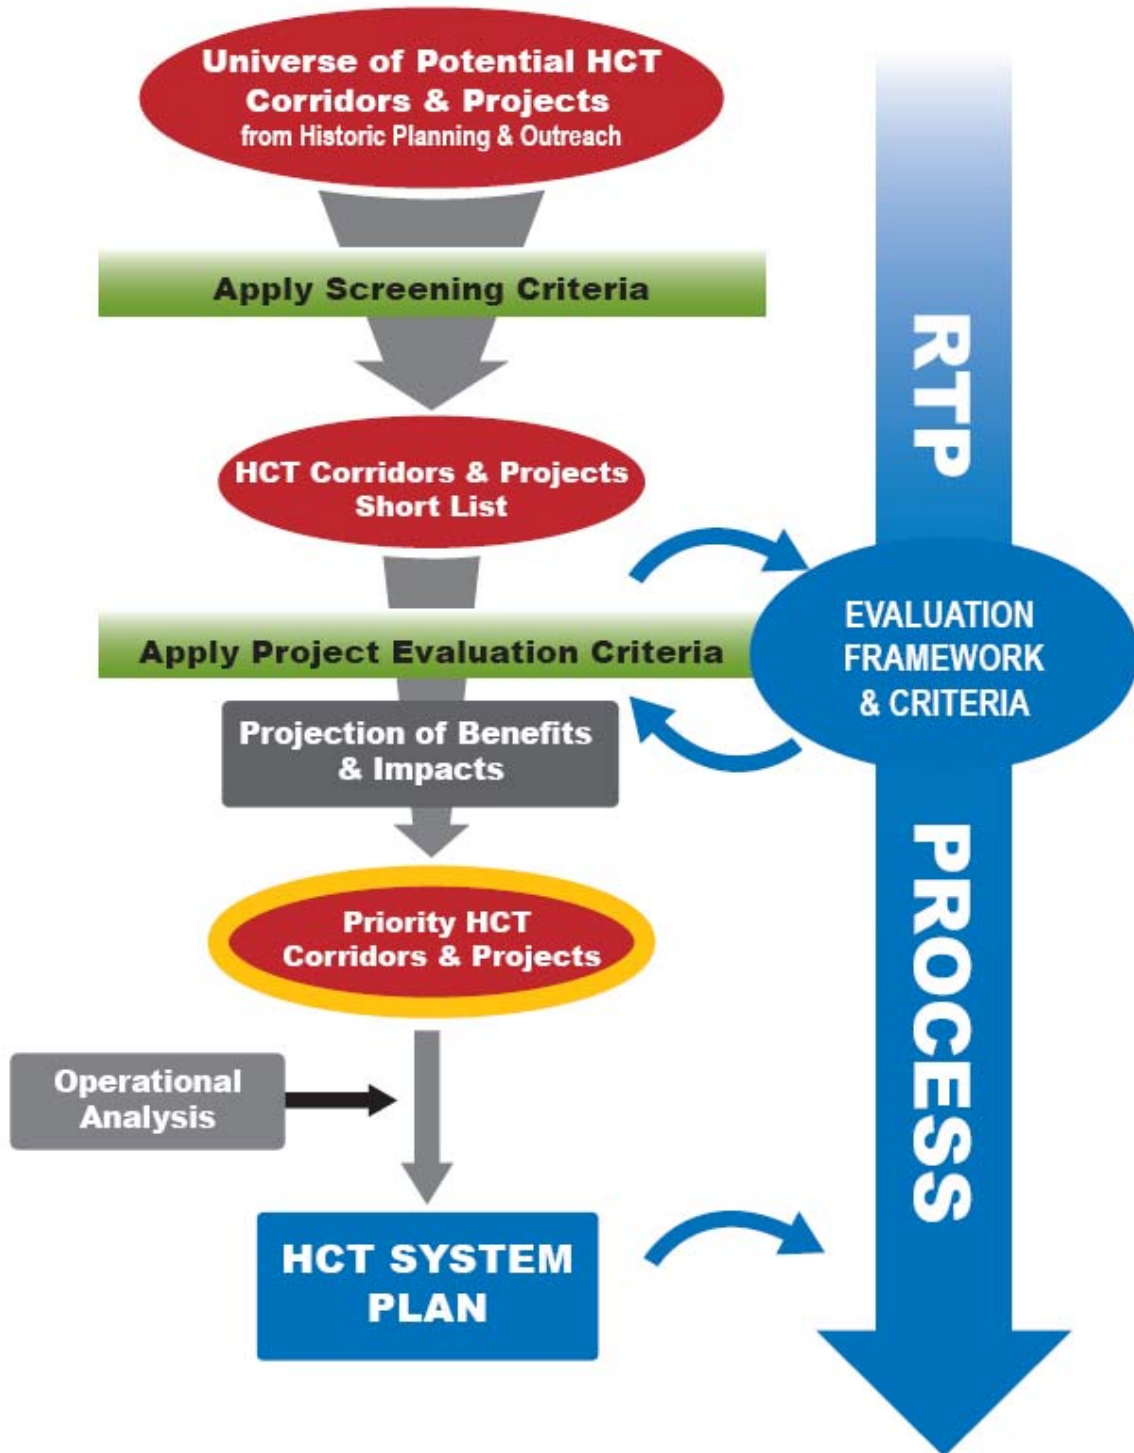 Universe of Potential HCT
Corridors & Projects
from Historic Planning & Outreach
Apply Screening Criteria
HCT Corridors & Projects
Short List
Apply Project Evaluation Criteria
Projection of Benefits
& Impacts
Priority HCT
Corridors & Projects
Operational
Analysis
HCT SYSTEM
PLAN
RTP
EVALUATION
FRAMEWORK
& CRITERIA
PROCESS